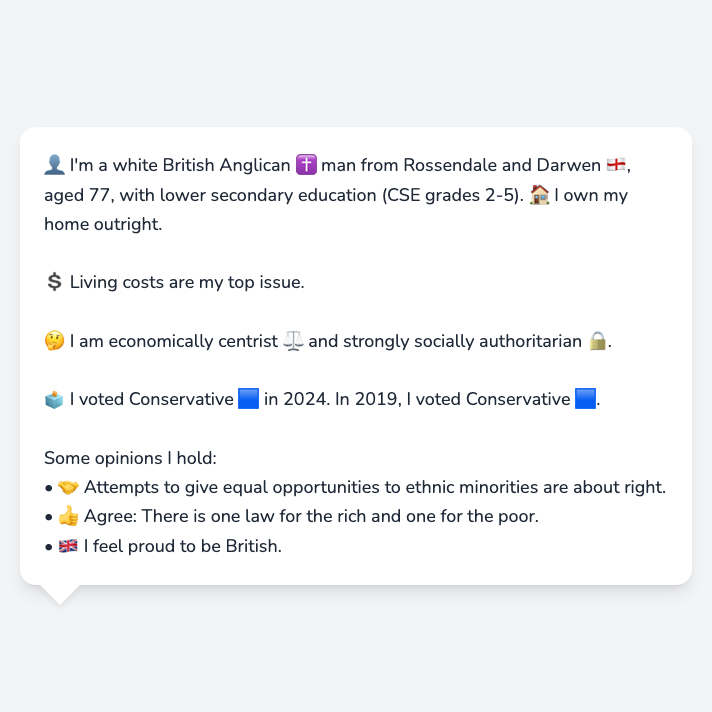 👤 I'm a white British Anglican ✝️ man from Rossendale and Darwen 🏴󠁧󠁢󠁥󠁮󠁧󠁿,
aged 77, with lower secondary education (CSE grades 2-5). 🏠 I own my
home outright.
💲 Living costs are my top issue.
🤔 I am economically centrist ⚖️ and strongly socially authoritarian 🔒.
🗳️ I voted Conservative 🟦 in 2024. In 2019, I voted Conservative 🟦.
Some opinions I hold:
• 🤝 Attempts to give equal opportunities to ethnic minorities are about right.
• 👍 Agree: There is one law for the rich and one for the poor.
• 🇬🇧 I feel proud to be British.